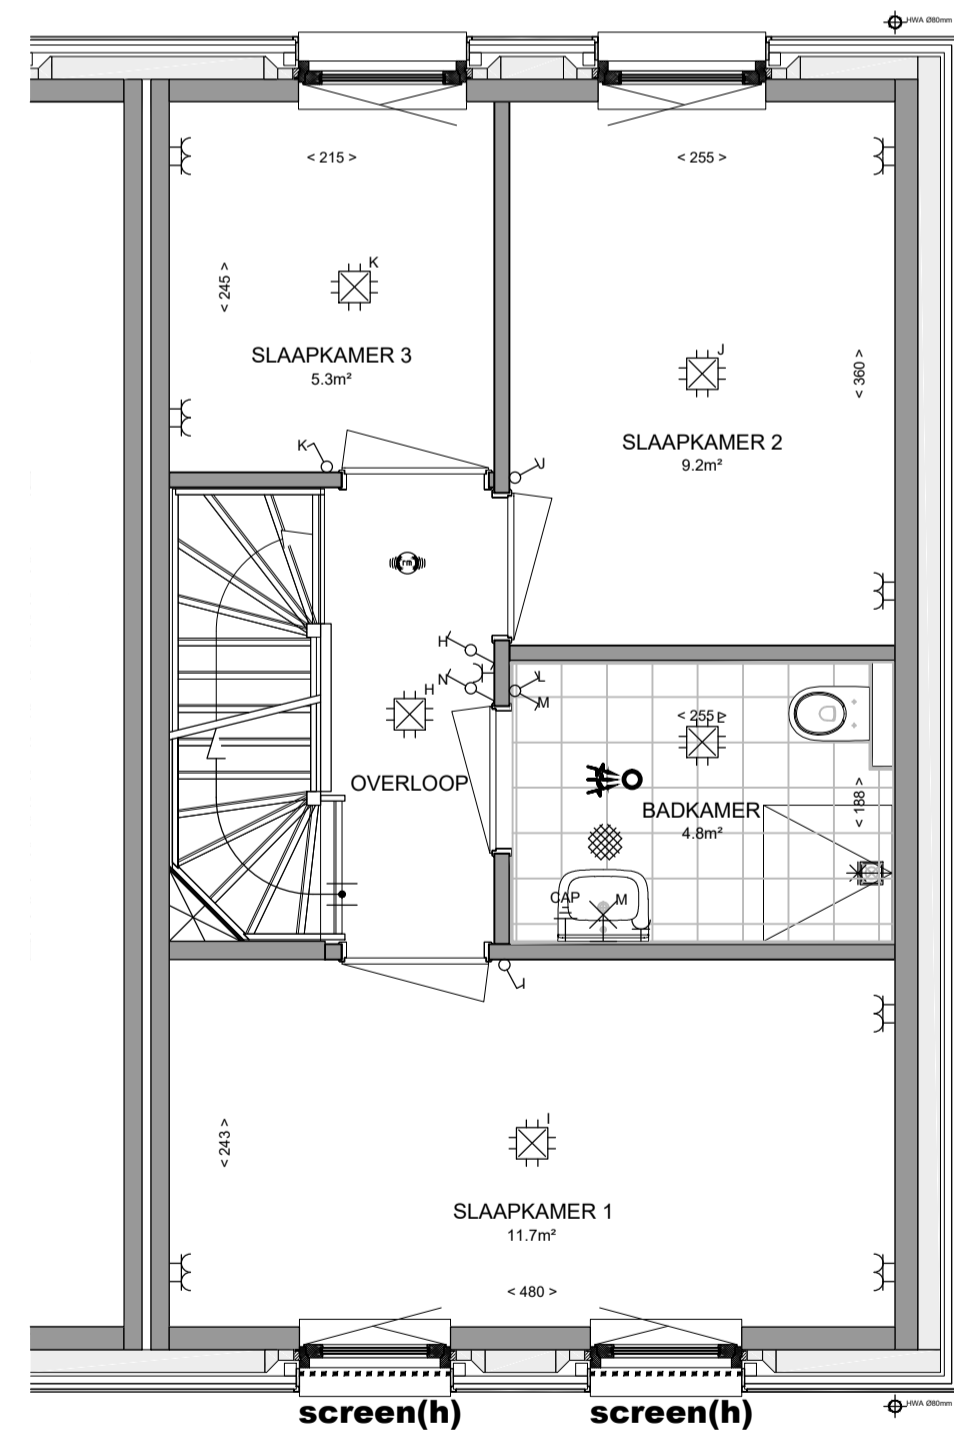 HWA Ø80mm
< 215 >
< 255 >
K
< 245 >
SLAAPKAMER 3
5.3m²
J
< 360 >
SLAAPKAMER 2
9.2m²
K
J
rm
H
N
L
M
H
< 255 >
L
OVERLOOP
BADKAMER
4.8m²
< 188 >
CAP
M
I
I
< 243 >
SLAAPKAMER 1
11.7m²
< 480 >
screen(h)
screen(h)
HWA Ø80mm